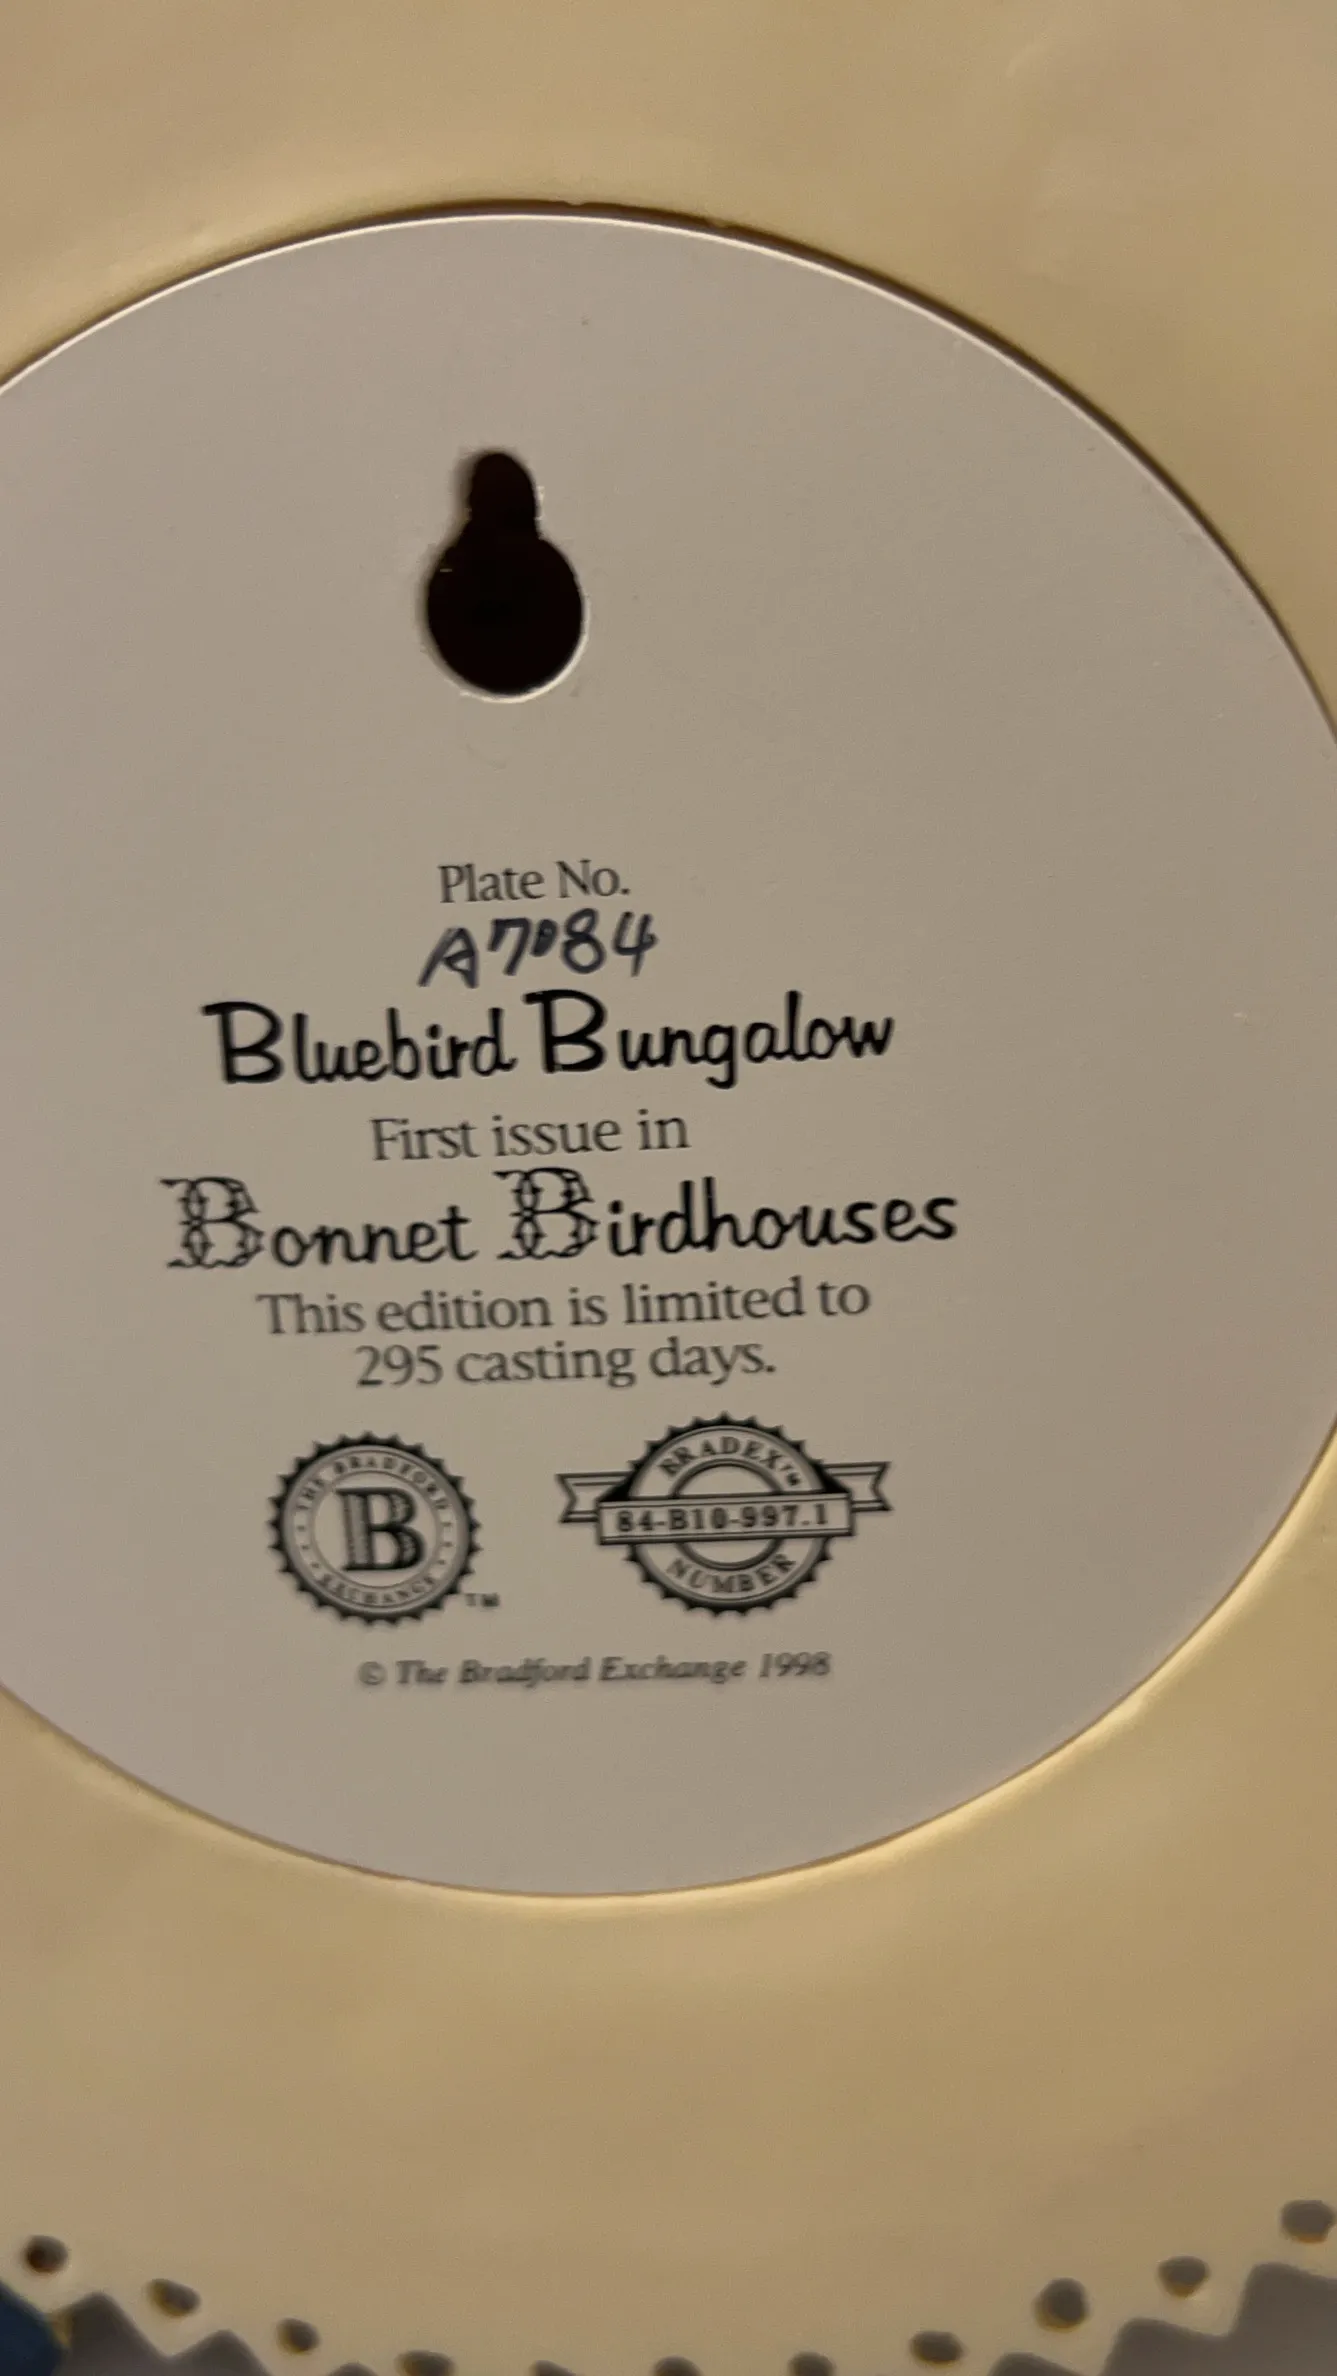 Plate No.
A7084
Bluebird Bungalow
First issue in
Bonnet Birdhouses
This edition is limited to
295 casting days.
THE BRADFORD
B
EXCHANGE
TM
BRADEX™
84-B10-997.1
NUMBER
© The Bradford Exchange 1998